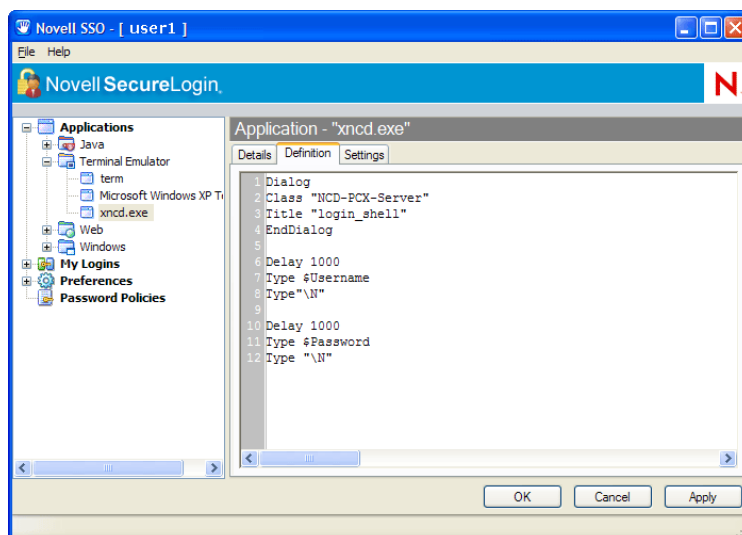 Novell SSO - [ user1 ]
File Help
Novell SecureLogin.
N
Applications
Java
Terminal Emulator
term
Microsoft Windows XP T
xncd.exe
Web
Windows
My Logins
Preferences
Password Policies
Application - "xncd.exe"
Details Definition Settings
1 Dialog
2 Class "NCD-PCX-Server"
3 Title "login_shell"
4 EndDialog
5
6 Delay 1000
7 Type $Username
8 Type"\N"
9
10 Delay 1000
11 Type $Password
12 Type "\N"
OK Cancel Apply